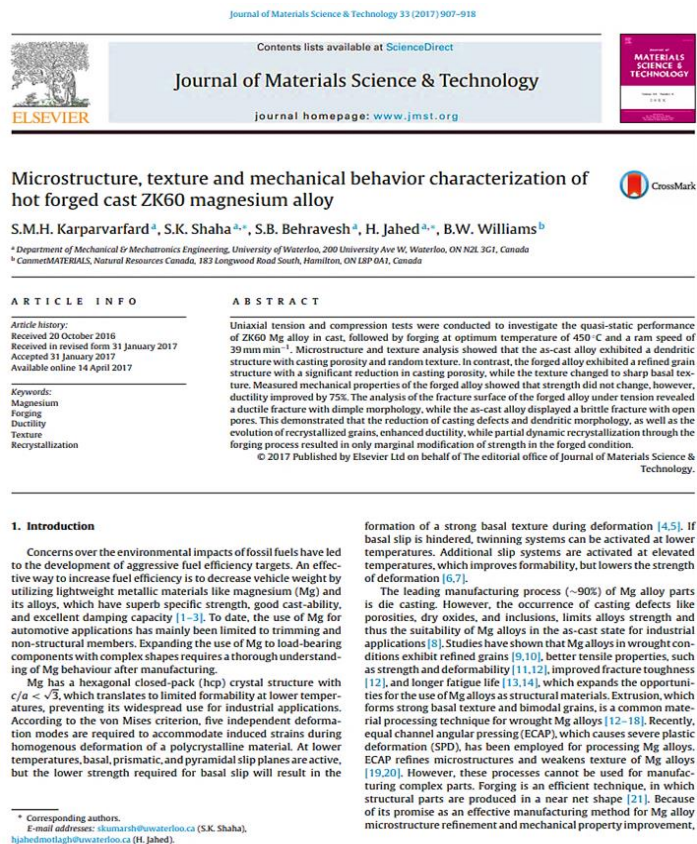 Journal of Materials Science & Technology 33 (2017) 907–918
Contents lists available at ScienceDirect
Journal of Materials Science & Technology
journal homepage: www.jmst.org
ELSEVIER
MATERIALS
SCIENCE &
TECHNOLOGY
Microstructure, texture and mechanical behavior characterization of
hot forged cast ZK60 magnesium alloy
CrossMark
S.M.H. Karparvarfard a, S.K. Shaha a,*, S.B. Behravesh a, H. Jahed a,*, B.W. Williams b
a Department of Mechanical & Mechatronics Engineering, University of Waterloo, 200 University Ave W, Waterloo, ON N2L 3G1, Canada
b CanmetMATERIALS, Natural Resources Canada, 183 Longwood Road South, Hamilton, ON L8P 0A1, Canada
ARTICLE INFO
Article history:
Received 20 October 2016
Received in revised form 31 January 2017
Accepted 31 January 2017
Available online 14 April 2017
Keywords:
Magnesium
Forging
Ductility
Texture
Recrystallization
ABSTRACT
Uniaxial tension and compression tests were conducted to investigate the quasi-static performance
of ZK60 Mg alloy in cast, followed by forging at optimum temperature of 450 °C and a ram speed of
39 mm min−1. Microstructure and texture analysis showed that the as-cast alloy exhibited a dendritic
structure with casting porosity and random texture. In contrast, the forged alloy exhibited a refined grain
structure with a significant reduction in casting porosity, while the texture changed to sharp basal tex-
ture. Measured mechanical properties of the forged alloy showed that strength did not change, however,
ductility improved by 75%. The analysis of the fracture surface of the forged alloy under tension revealed
a ductile fracture with dimple morphology, while the as-cast alloy displayed a brittle fracture with open
pores. This demonstrated that the reduction of casting defects and dendritic morphology, as well as the
evolution of recrystallized grains, enhanced ductility, while partial dynamic recrystallization through the
forging process resulted in only marginal modification of strength in the forged condition.
© 2017 Published by Elsevier Ltd on behalf of The editorial office of Journal of Materials Science &
Technology.
1. Introduction
Concerns over the environmental impacts of fossil fuels have led
to the development of aggressive fuel efficiency targets. An effec-
tive way to increase fuel efficiency is to decrease vehicle weight by
utilizing lightweight metallic materials like magnesium (Mg) and
its alloys, which have superb specific strength, good cast-ability,
and excellent damping capacity [1–3]. To date, the use of Mg for
automotive applications has mainly been limited to trimming and
non-structural members. Expanding the use of Mg to load-bearing
components with complex shapes requires a thorough understand-
ing of Mg behaviour after manufacturing.
Mg has a hexagonal closed-pack (hcp) crystal structure with
c/a < √3, which translates to limited formability at lower temper-
atures, preventing its widespread use for industrial applications.
According to the von Mises criterion, five independent deforma-
tion modes are required to accommodate induced strains during
homogenous deformation of a polycrystalline material. At lower
temperatures, basal, prismatic, and pyramidal slip planes are active,
but the lower strength required for basal slip will result in the
* Corresponding authors.
E-mail addresses: skumarsh@uwaterloo.ca (S.K. Shaha),
hjahedmotlagh@uwaterloo.ca (H. Jahed).
formation of a strong basal texture during deformation [4,5]. If
basal slip is hindered, twinning systems can be activated at lower
temperatures. Additional slip systems are activated at elevated
temperatures, which improves formability, but lowers the strength
of deformation [6,7].
The leading manufacturing process (~90%) of Mg alloy parts
is die casting. However, the occurrence of casting defects like
porosities, dry oxides, and inclusions, limits alloys strength and
thus the suitability of Mg alloys in the as-cast state for industrial
applications [8]. Studies have shown that Mg alloys in wrought con-
ditions exhibit refined grains [9,10], better tensile properties, such
as strength and deformability [11,12], improved fracture toughness
[12], and longer fatigue life [13,14], which expands the opportuni-
ties for the use of Mg alloys as structural materials. Extrusion, which
forms strong basal texture and bimodal grains, is a common mate-
rial processing technique for wrought Mg alloys [12–18]. Recently,
equal channel angular pressing (ECAP), which causes severe plastic
deformation (SPD), has been employed for processing Mg alloys.
ECAP refines microstructures and weakens texture of Mg alloys
[19,20]. However, these processes cannot be used for manufac-
turing complex parts. Forging is an efficient technique, in which
structural parts are produced in a near net shape [21]. Because
of its promise as an effective manufacturing method for Mg alloy
microstructure refinement and mechanical property improvement,